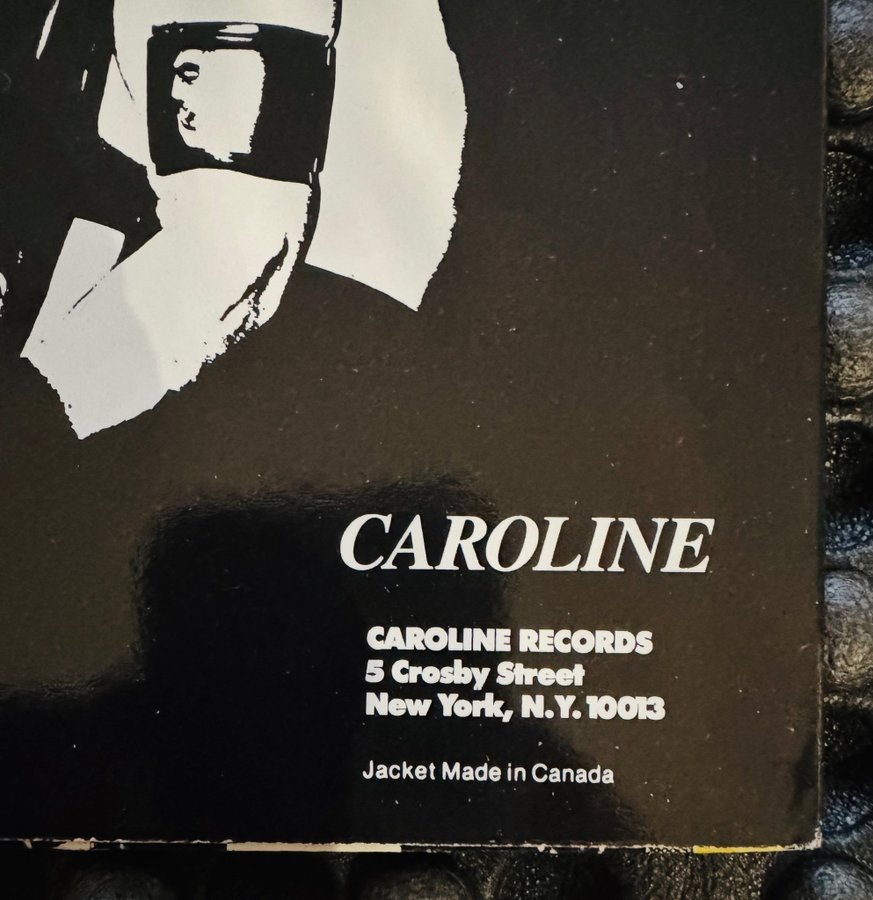 CAROLINE
CAROLINE RECORDS
5 Crosby Street
New York, N.Y. 10013
Jacket Made in Canada